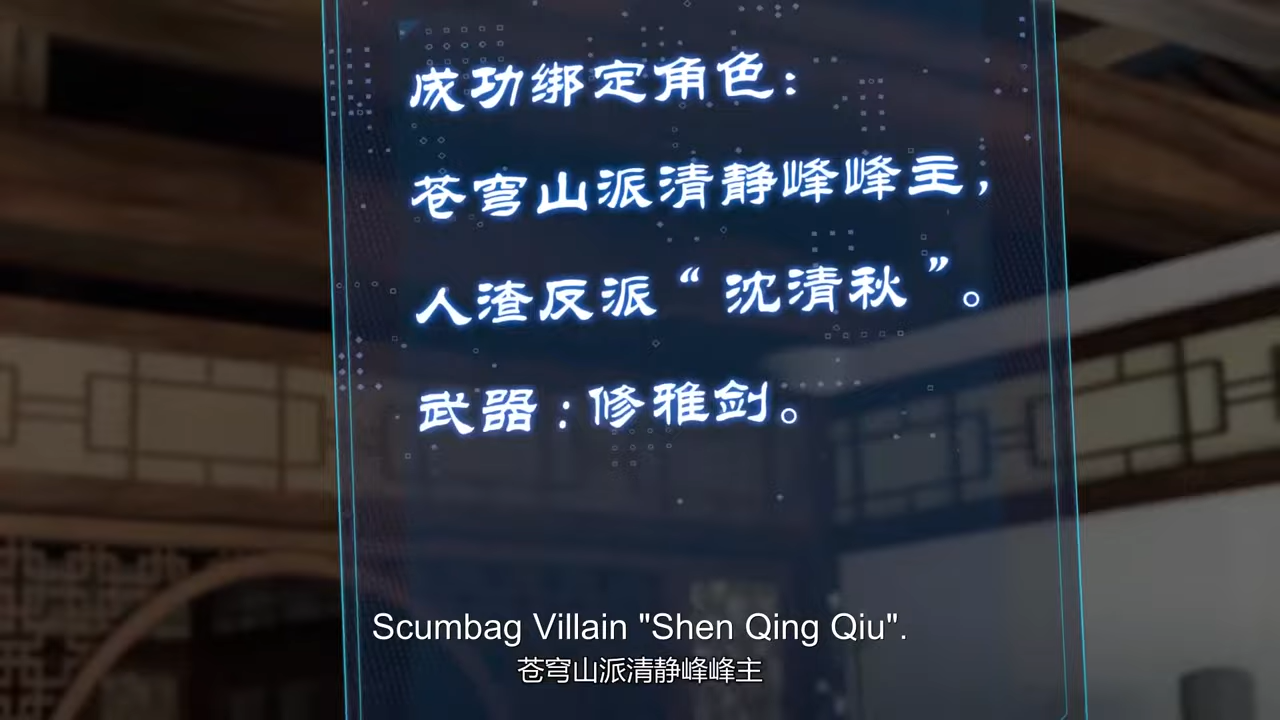 成功绑定角色：
苍穹山派清静峰峰主，
人渣反派“沈清秋”。
武器：修雅剑。
Scumbag Villain "Shen Qing Qiu".
苍穹山派清静峰峰主